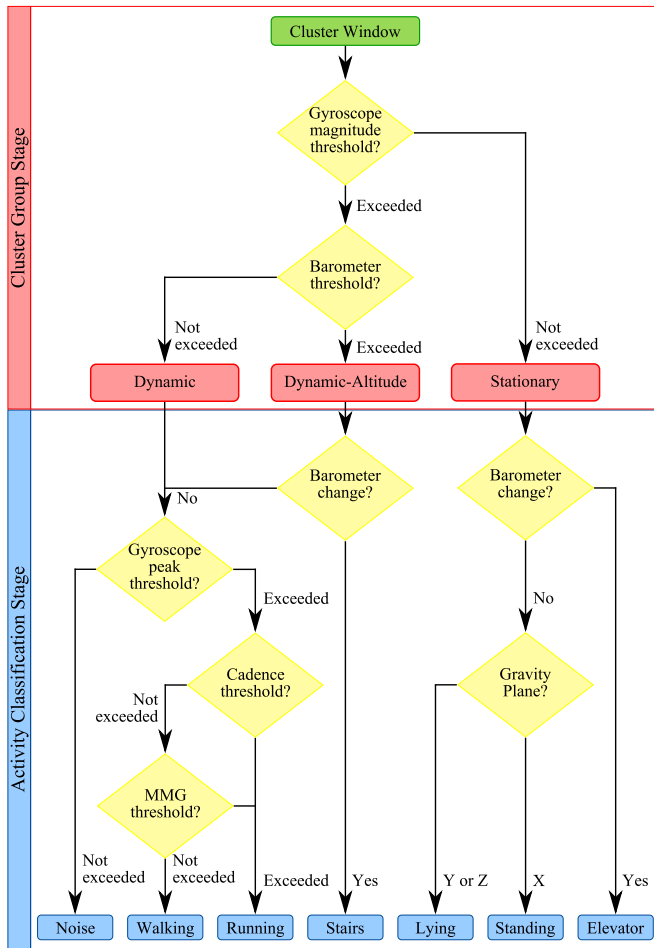 Cluster Group Stage
Cluster Window
Gyroscope
magnitude
threshold?
Exceeded
Barometer
threshold?
Not
exceeded
Exceeded
Not
exceeded
Dynamic
Dynamic-Altitude
Stationary
Activity Classification Stage
Barometer
change?
Barometer
change?
No
Gyroscope
peak
threshold?
Exceeded
No
Cadence
threshold?
Gravity
Plane?
Not
exceeded
MMG
threshold?
Not
exceeded
Not
exceeded
Exceeded
Yes
Y or Z
X
Yes
Noise
Walking
Running
Stairs
Lying
Standing
Elevator